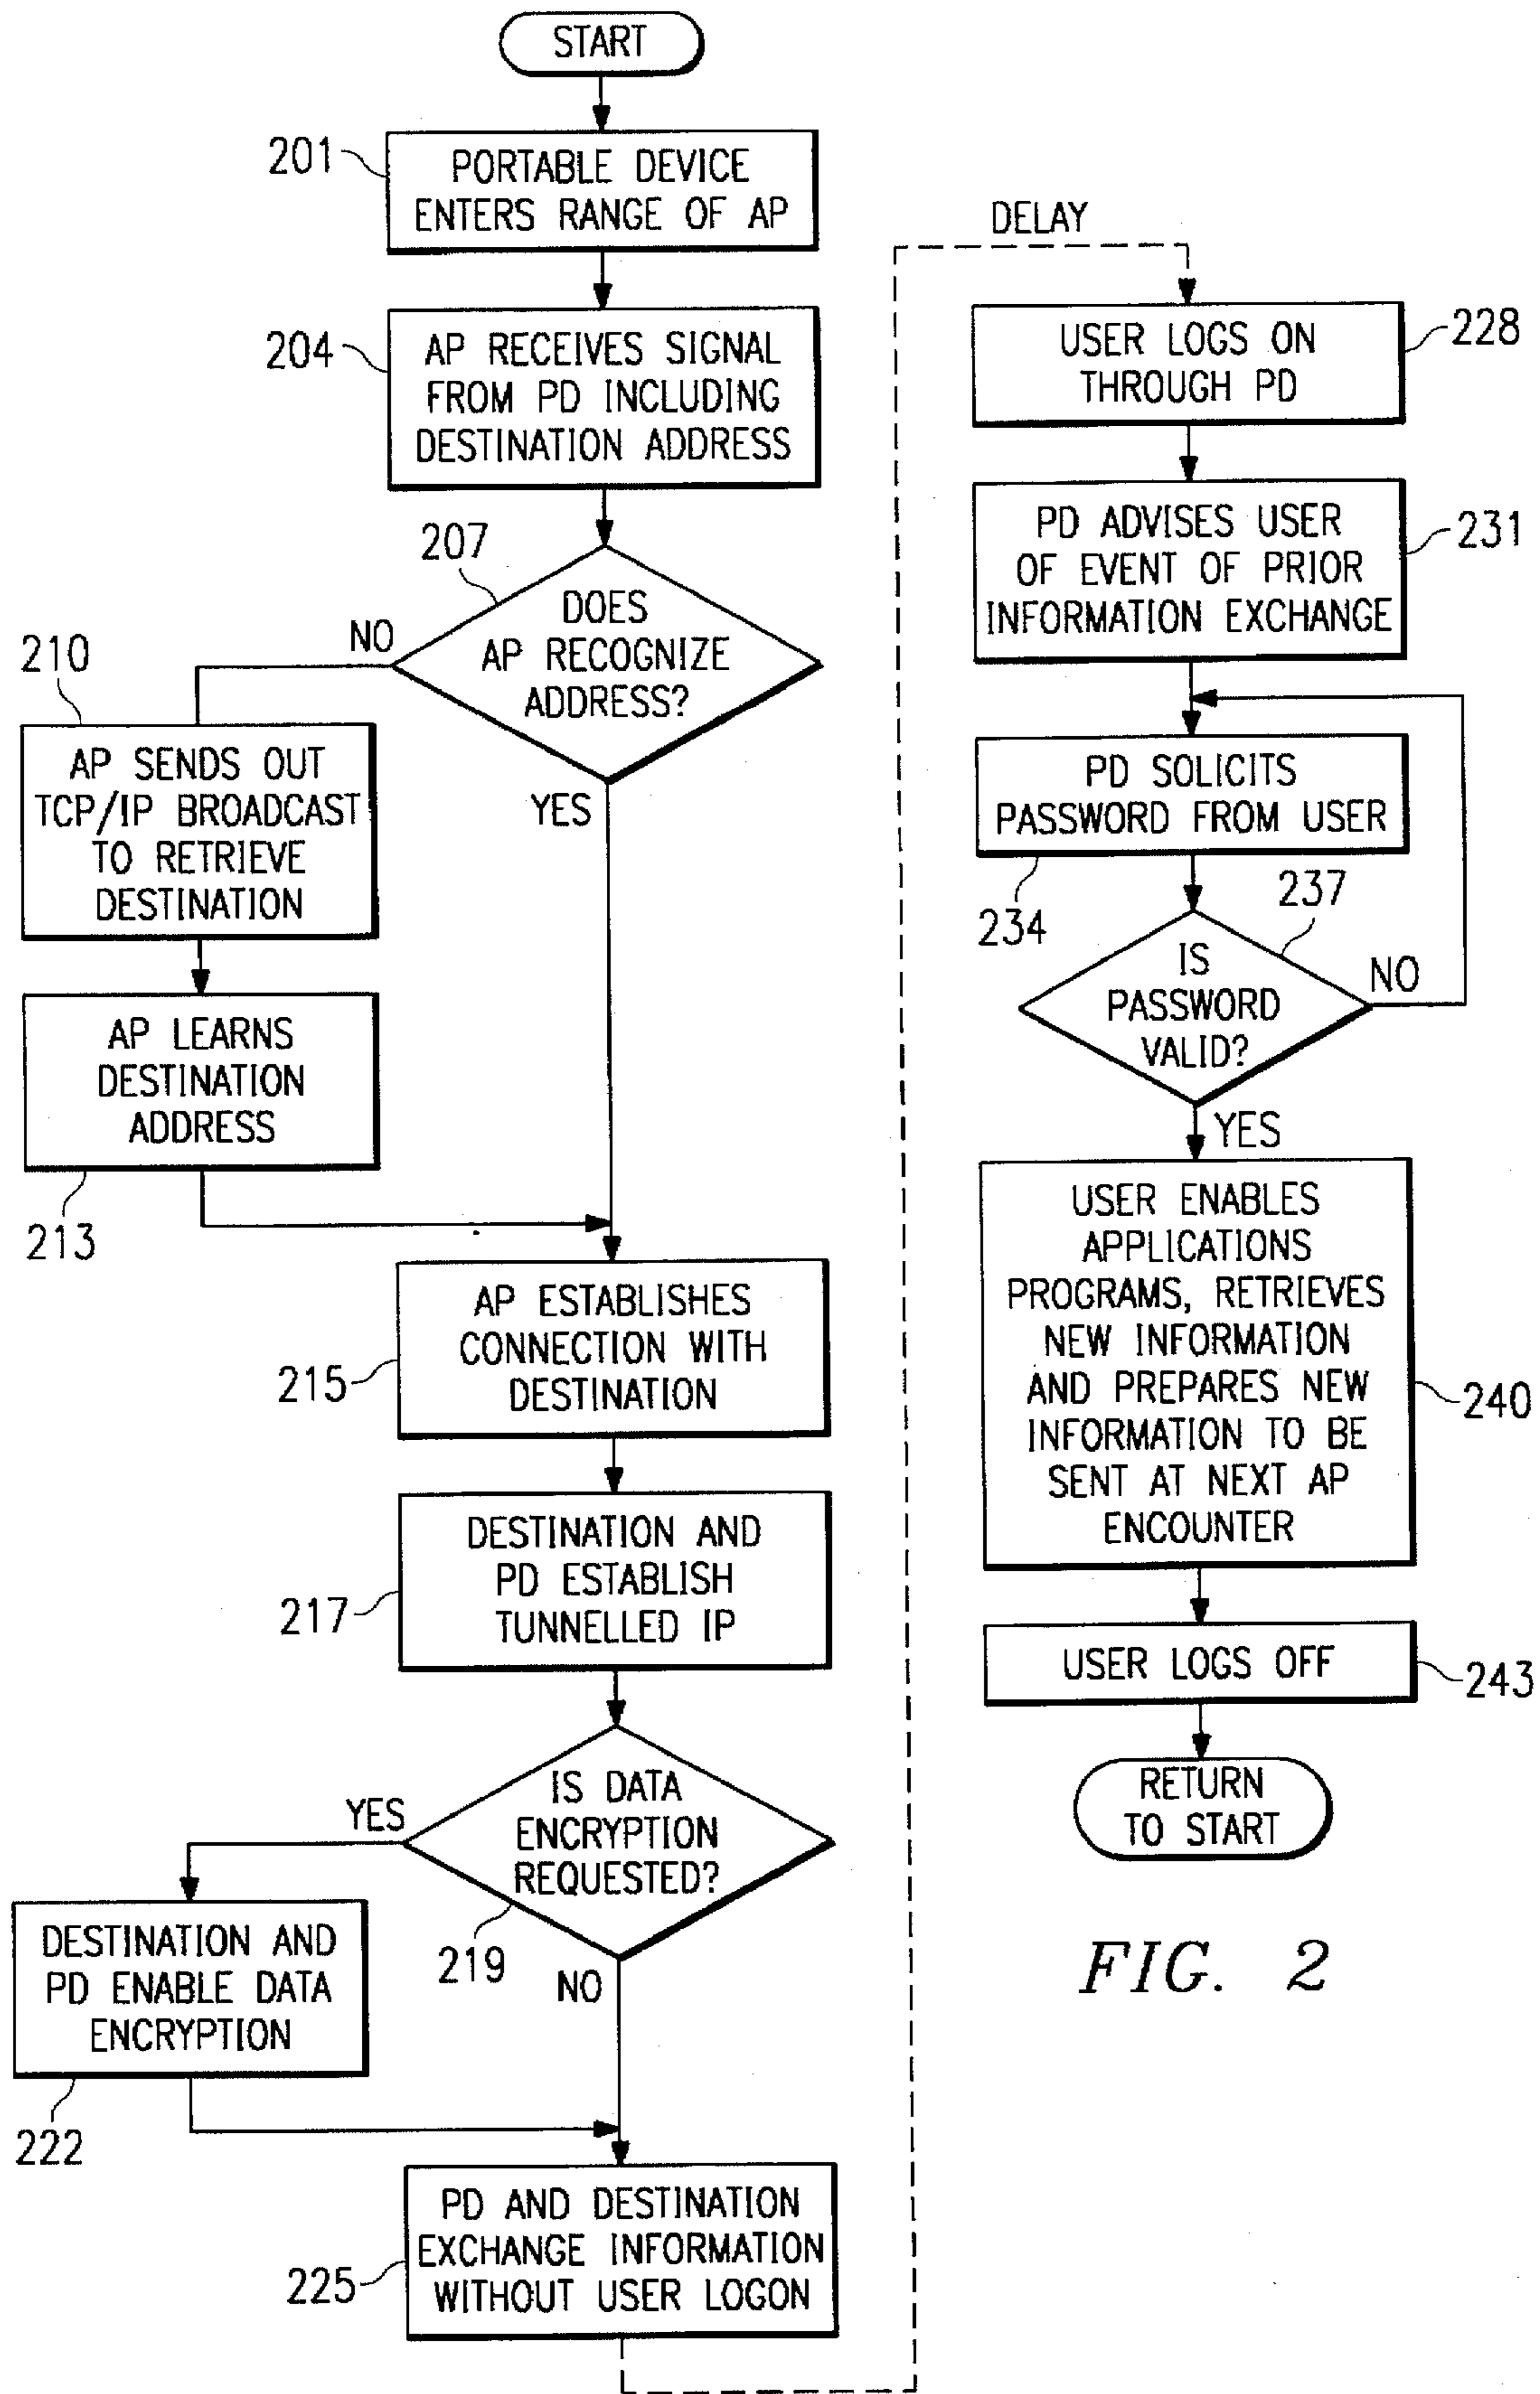 START
201
PORTABLE DEVICE
ENTERS RANGE OF AP
204
AP RECEIVES SIGNAL
FROM PD INCLUDING
DESTINATION ADDRESS
207
DOES
AP RECOGNIZE
ADDRESS?
NO
YES
210
AP SENDS OUT
TCP/IP BROADCAST
TO RETRIEVE
DESTINATION
AP LEARNS
DESTINATION
ADDRESS
213
AP ESTABLISHES
CONNECTION WITH
DESTINATION
215
DESTINATION AND
PD ESTABLISH
TUNNELLED IP
217
IS DATA
ENCRYPTION
REQUESTED?
YES
219
NO
DESTINATION AND
PD ENABLE DATA
ENCRYPTION
222
PD AND DESTINATION
EXCHANGE INFORMATION
WITHOUT USER LOGON
225
DELAY
USER LOGS ON
THROUGH PD
228
PD ADVISES USER
OF EVENT OF PRIOR
INFORMATION EXCHANGE
231
PD SOLICITS
PASSWORD FROM USER
234
237
IS
PASSWORD
VALID?
NO
YES
USER ENABLES
APPLICATIONS
PROGRAMS, RETRIEVES
NEW INFORMATION
AND PREPARES NEW
INFORMATION TO BE
SENT AT NEXT AP
ENCOUNTER
240
USER LOGS OFF
243
RETURN
TO START
FIG. 2